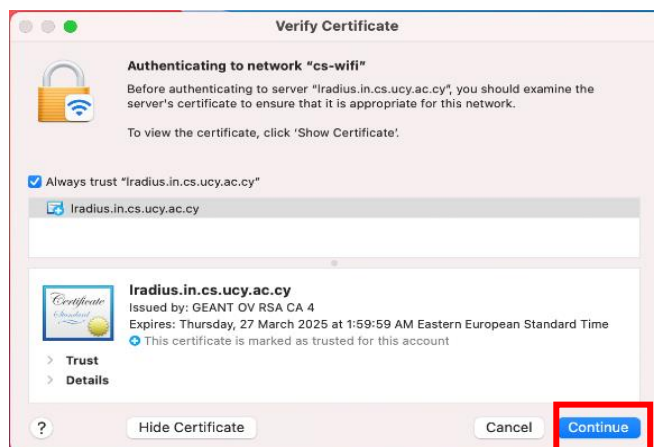 Verify Certificate
Authenticating to network “cs-wifi”
Before authenticating to server “lradius.in.cs.ucy.ac.cy”, you should examine the
server's certificate to ensure that it is appropriate for this network.
To view the certificate, click ‘Show Certificate’.
Always trust “lradius.in.cs.ucy.ac.cy”
lradius.in.cs.ucy.ac.cy
Certificate
Standard
lradius.in.cs.ucy.ac.cy
Issued by: GEANT OV RSA CA 4
Expires: Thursday, 27 March 2025 at 1:59:59 AM Eastern European Standard Time
This certificate is marked as trusted for this account
Trust
Details
?
Hide Certificate
Cancel
Continue